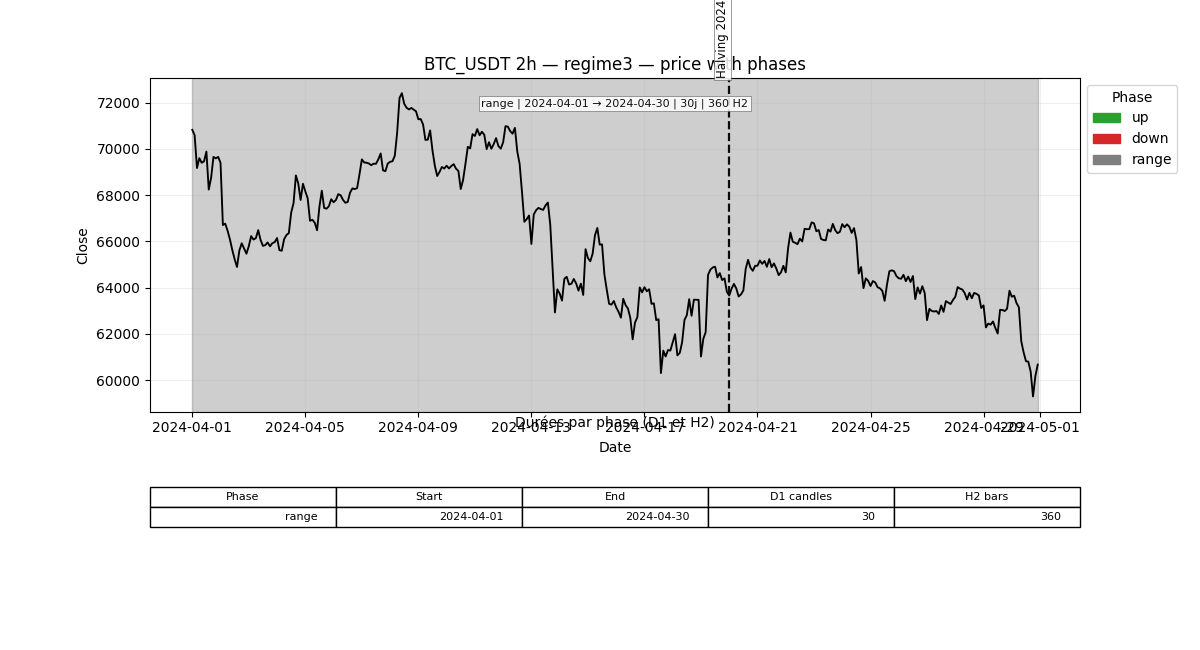 Halving 2024
BTC_USDT 2h — regime3 — price with phases
range | 2024-04-01 → 2024-04-30 | 30j | 360 H2
Phase
up
down
range
Close
72000
70000
68000
66000
64000
62000
60000
Durées par phase (D1 et H2)
2024-04-01 2024-04-05 2024-04-09 2024-04-13 2024-04-17 2024-04-21 2024-04-25 2024-04-29 2024-05-01
Date
Phase Start End D1 candles H2 bars
range 2024-04-01 2024-04-30 30 360